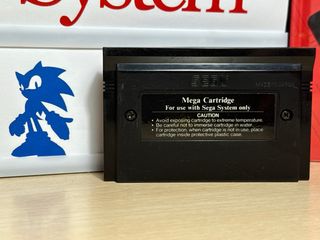 System
SEGA
Mega Cartridge
For use with Sega System only
CAUTION
• Avoid exposing cartridge to extreme temperature.
• Be careful not to immerse cartridge in water.
• For protection, when cartridge is not in use, place
cartridge inside protective plastic case.